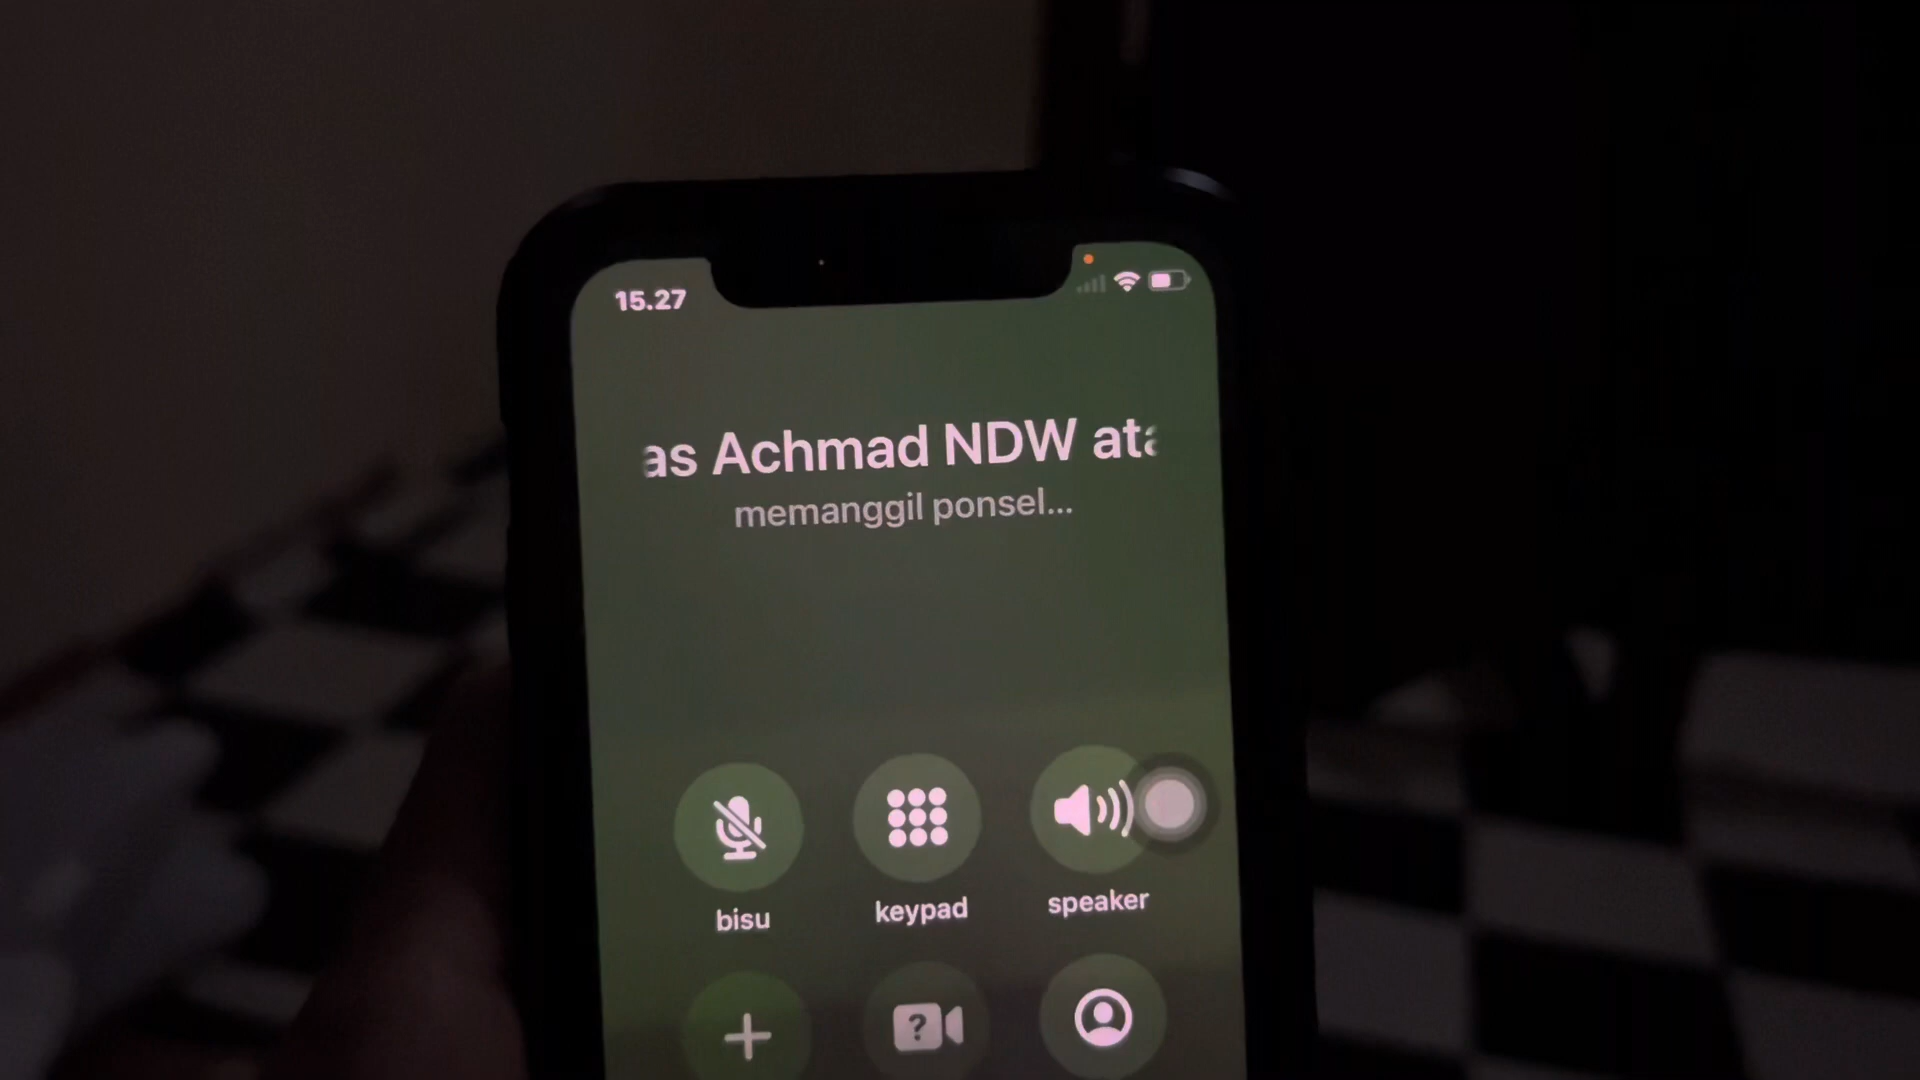 15.27
as Achmad NDW ata
memanggil ponsel...
bisu
keypad
speaker
?